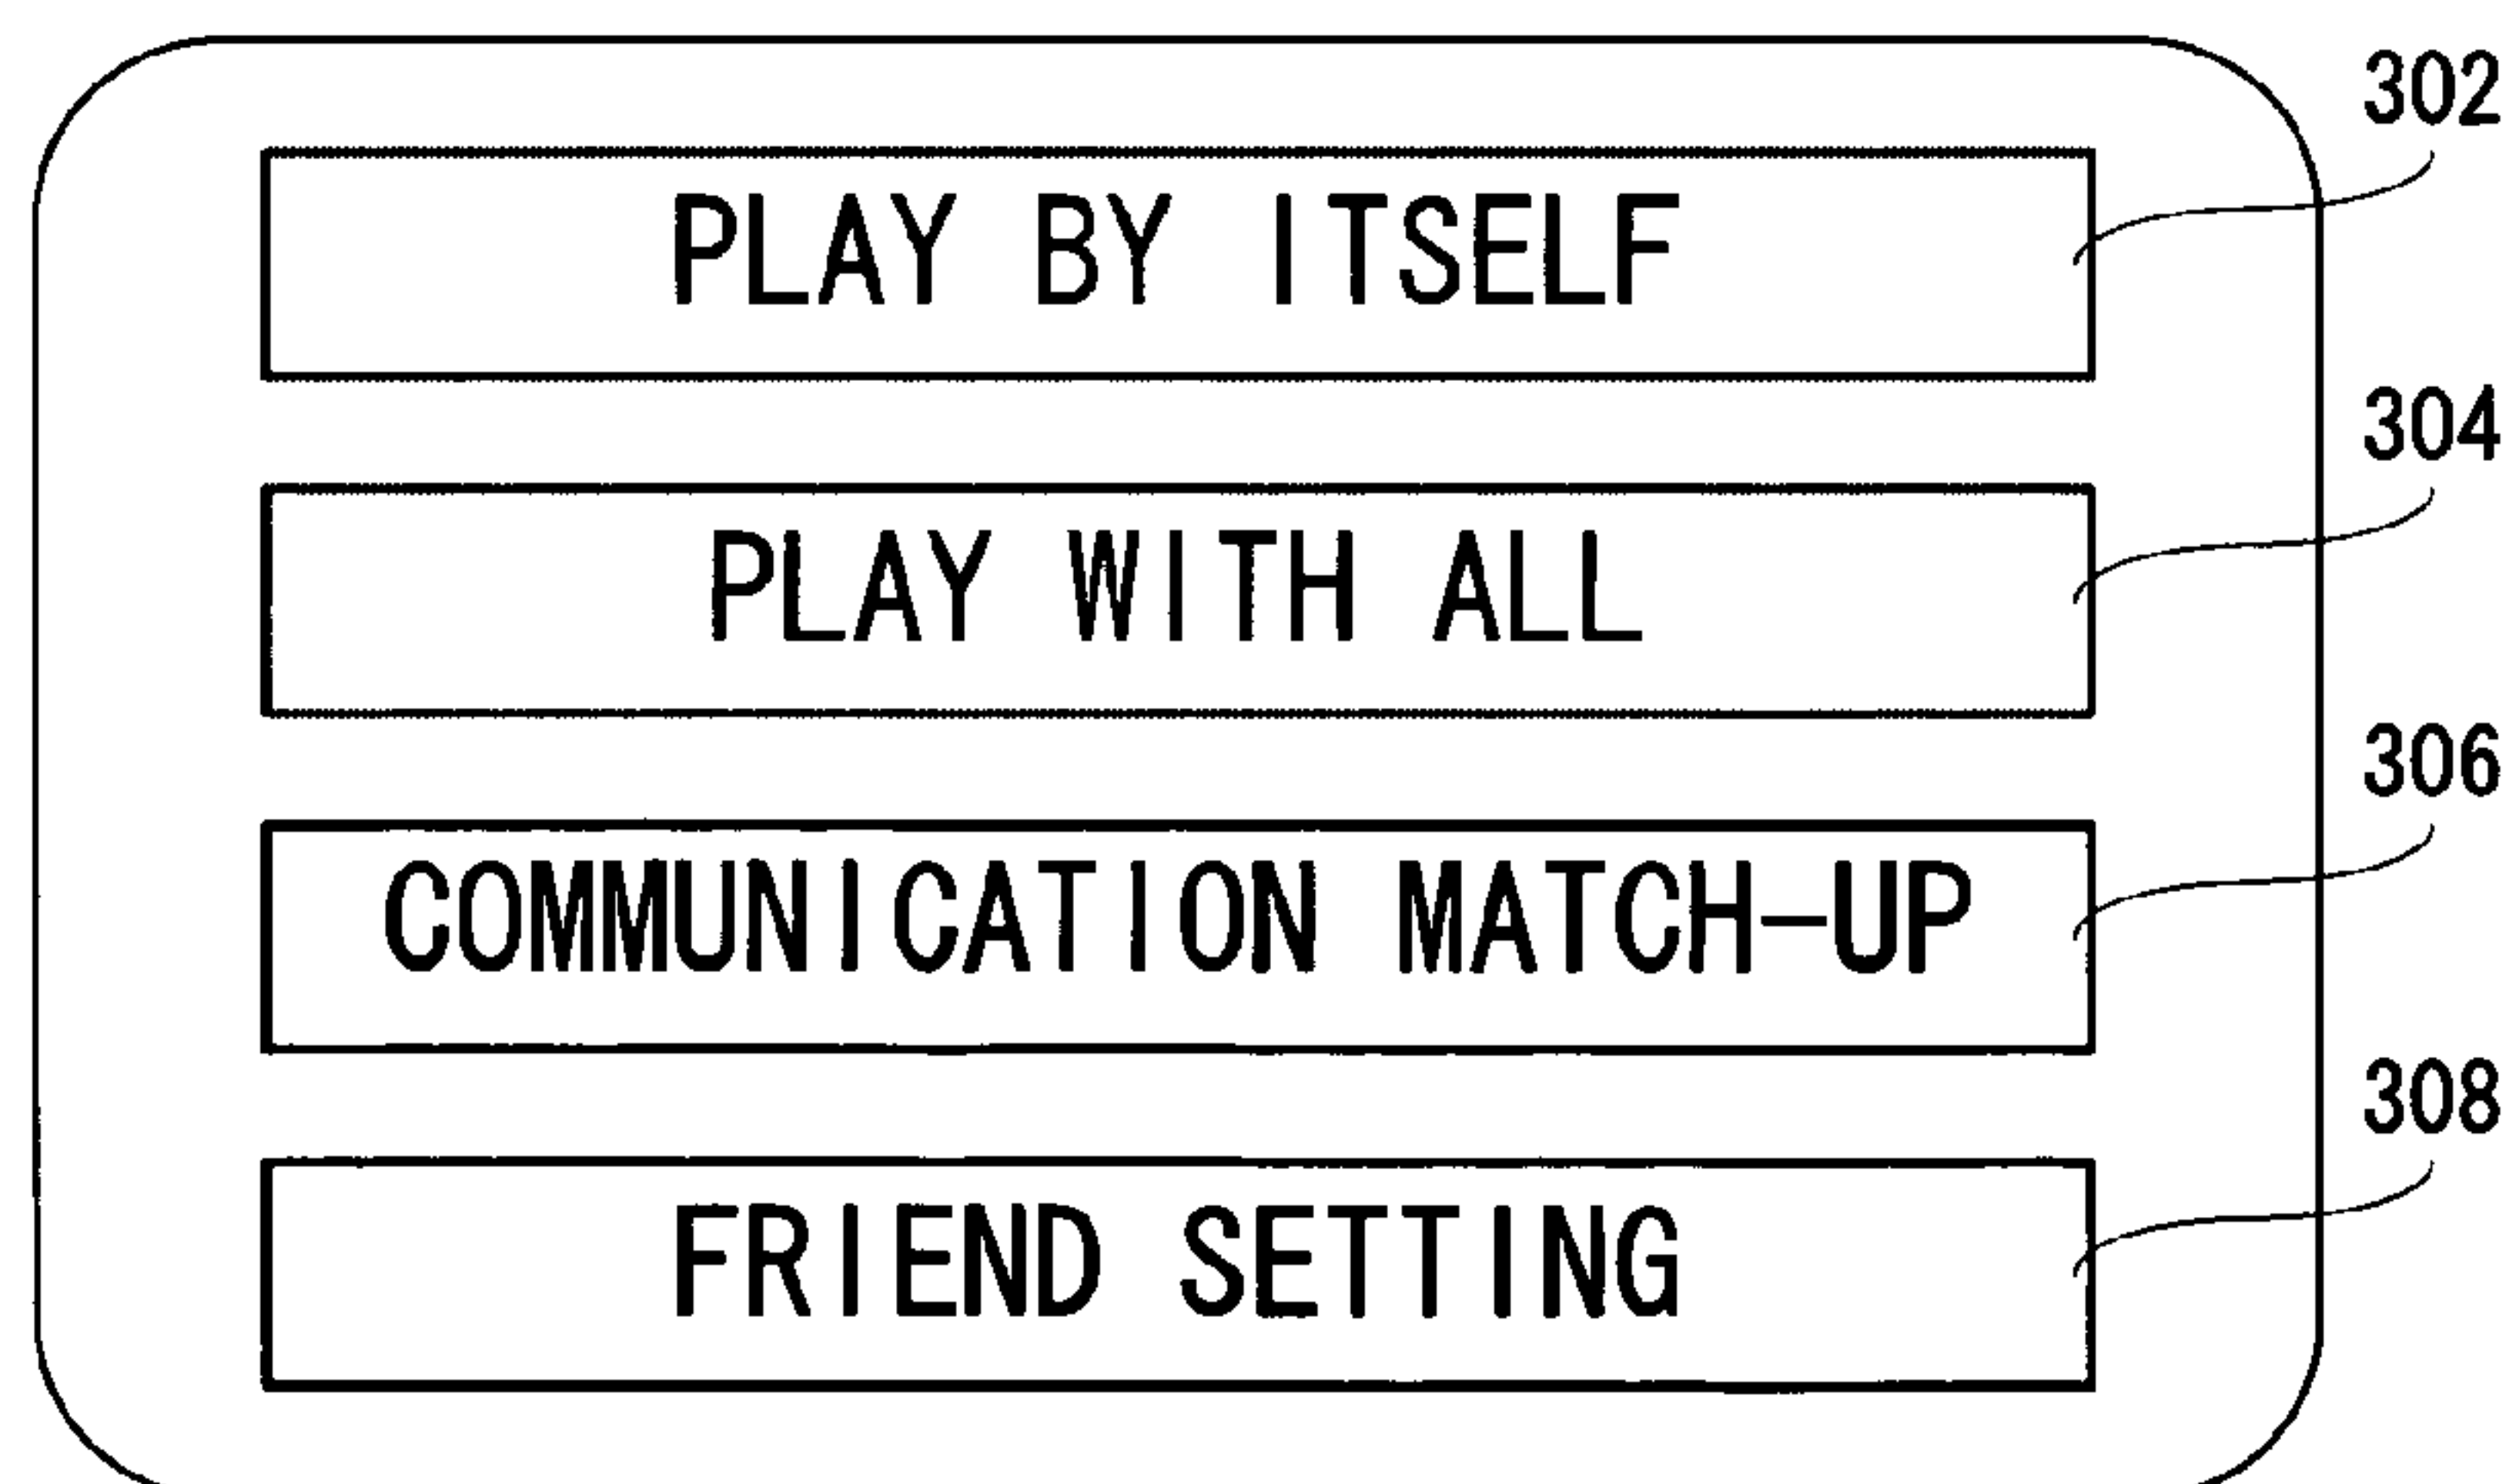 302
PLAY BY ITSELF
304
PLAY WITH ALL
306
COMMUNICATION MATCH-UP
308
FRIEND SETTING